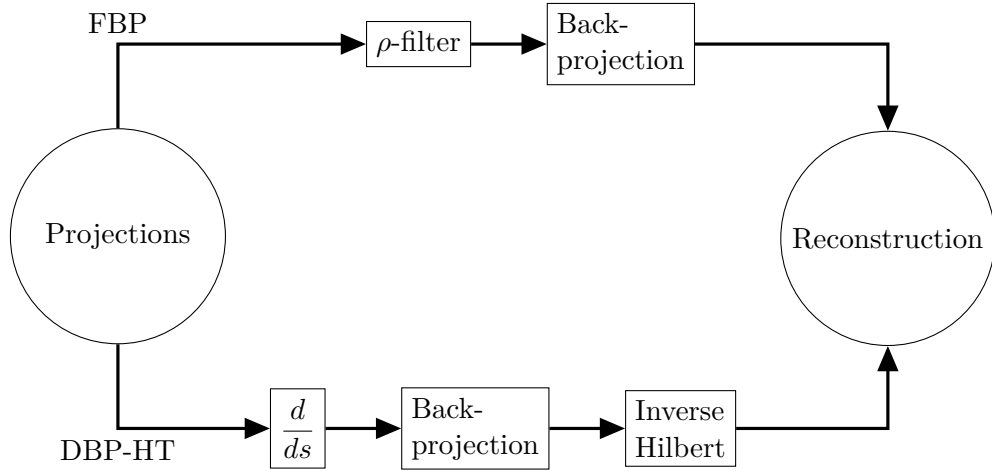 FBP
ρ-filter
Back-
projection
Projections
Reconstruction
DBP-HT
d
ds
Back-
projection
Inverse
Hilbert